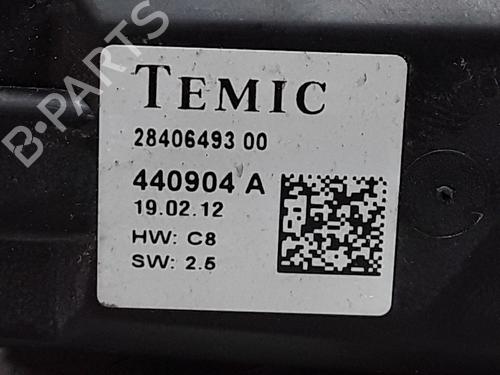 B-PARTS
TEMIC
28406493 00
440904 A
19.02.12
HW: C8
SW: 2.5